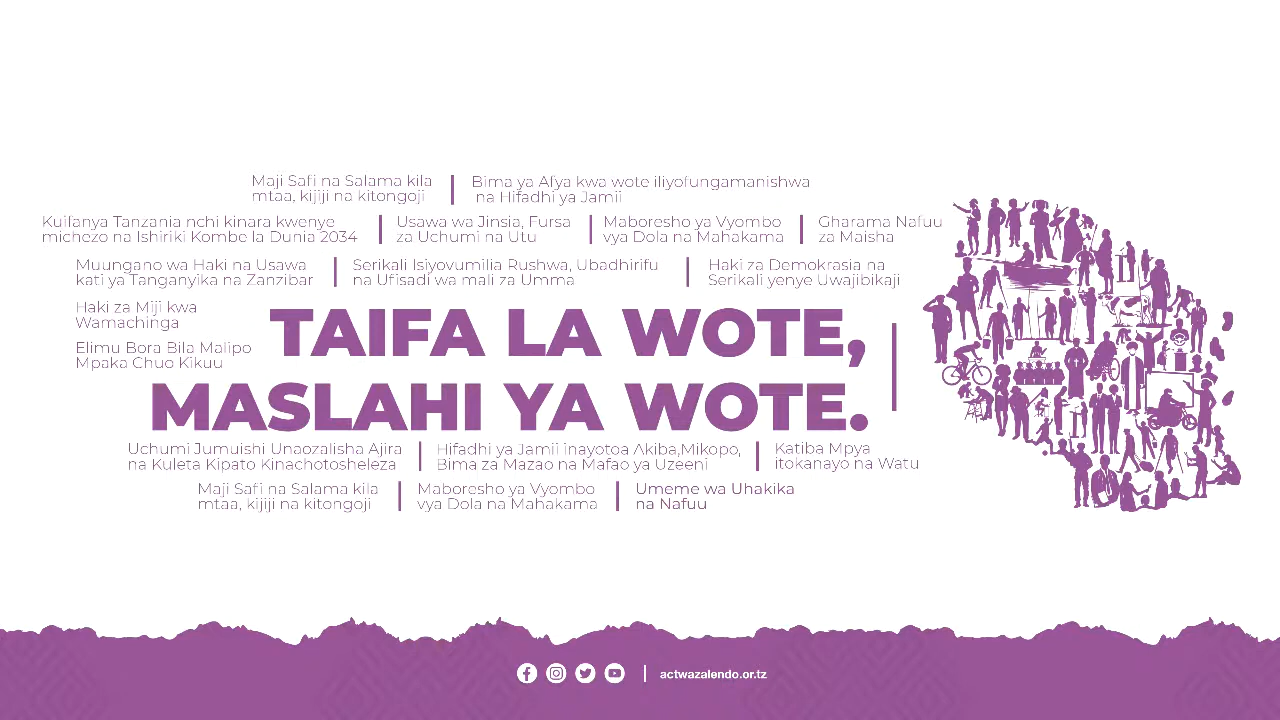 Maji Safi na Salama kila
mtaa, kijiji na kitongoji
Bima ya Afya kwa wote iliyofungamanishwa
na Hifadhi ya Jamii
Kuifanya Tanzania nchi kinara kwenye
michezo na Ishiriki Kombe la Dunia 2034
Usawa wa Jinsia, Fursa
za Uchumi na Utu
Maboresho ya Vyombo
vya Dola na Mahakama
Gharama Nafuu
za Maisha
Muungano wa Haki na Usawa
kati ya Tanganyika na Zanzibar
Serikali Isiyovumilia Rushwa, Ubadhirifu
na Ufisadi wa mali za Umma
Haki za Demokrasia na
Serikali yenye Uwajibikaji
Haki za Miji kwa
Wamachinga
Elimu Bora Bila Malipo
Mpaka Chuo Kikuu
TAIFA LA WOTE,
MASLAHI YA WOTE.
Uchumi Jumuishi Unaozalisha Ajira
na Kuleta Kipato Kinachotosheleza
Hifadhi ya Jamii inayotoa Akiba,Mikopo,
Bima za Mazao na Mafao ya Uzeeni
Katiba Mpya
itokanayo na Watu
Maji Safi na Salama kila
mtaa, kijiji na kitongoji
Maboresho ya Vyombo
vya Dola na Mahakama
Umeme wa Uhakika
na Nafuu
actwazalendo.or.tz